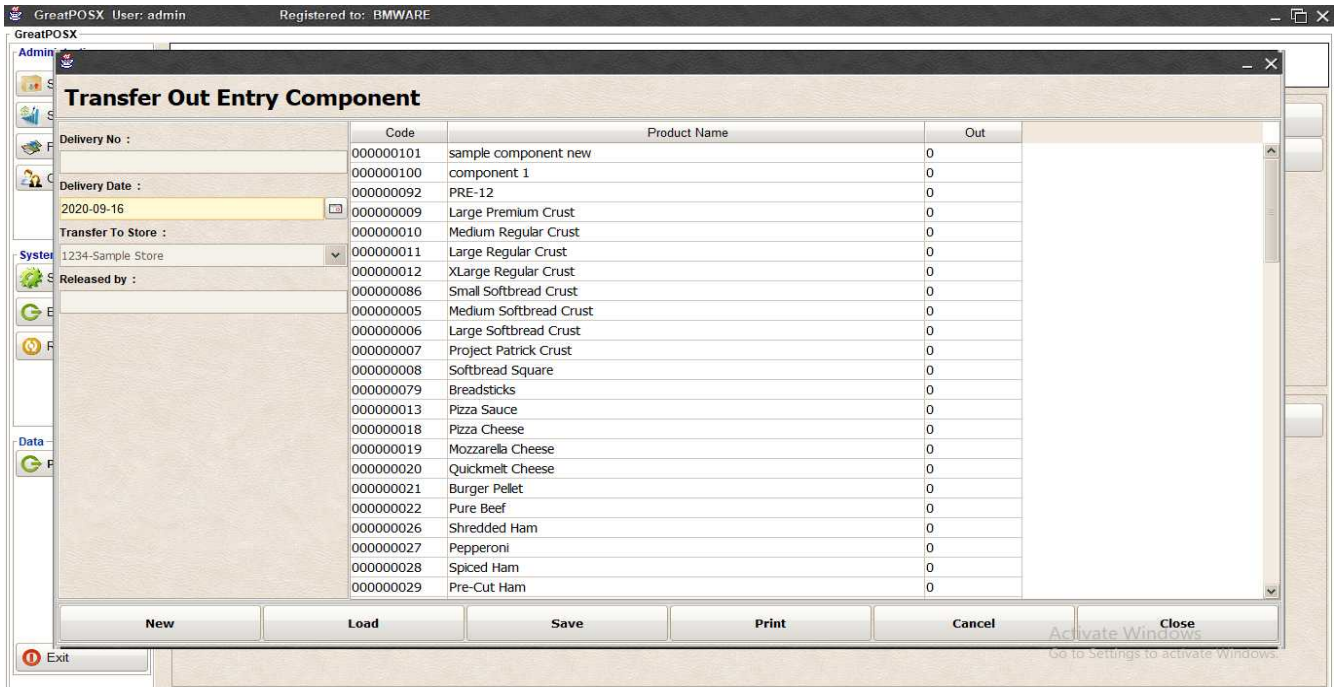 GreatPOSX User: admin Registered to: BMWARE
GreatPOSX
Transfer Out Entry Component
Delivery No :
Delivery Date :
2020-09-16
Transfer To Store :
1234-Sample Store
Released by :
Code Product Name Out
000000101 sample component new 0
000000100 component 1 0
000000092 PRE-12 0
000000009 Large Premium Crust 0
000000010 Medium Regular Crust 0
000000011 Large Regular Crust 0
000000012 XLarge Regular Crust 0
000000086 Small Softbread Crust 0
000000005 Medium Softbread Crust 0
000000006 Large Softbread Crust 0
000000007 Project Patrick Crust 0
000000008 Softbread Square 0
000000079 Breadsticks 0
000000013 Pizza Sauce 0
000000018 Pizza Cheese 0
000000019 Mozzarella Cheese 0
000000020 Quickmelt Cheese 0
000000021 Burger Pellet 0
000000022 Pure Beef 0
000000026 Shredded Ham 0
000000027 Pepperoni 0
000000028 Spiced Ham 0
000000029 Pre-Cut Ham 0
New Load Save Print Cancel Close
Data
Exit
Activate Windows
Go to Settings to activate Windows.